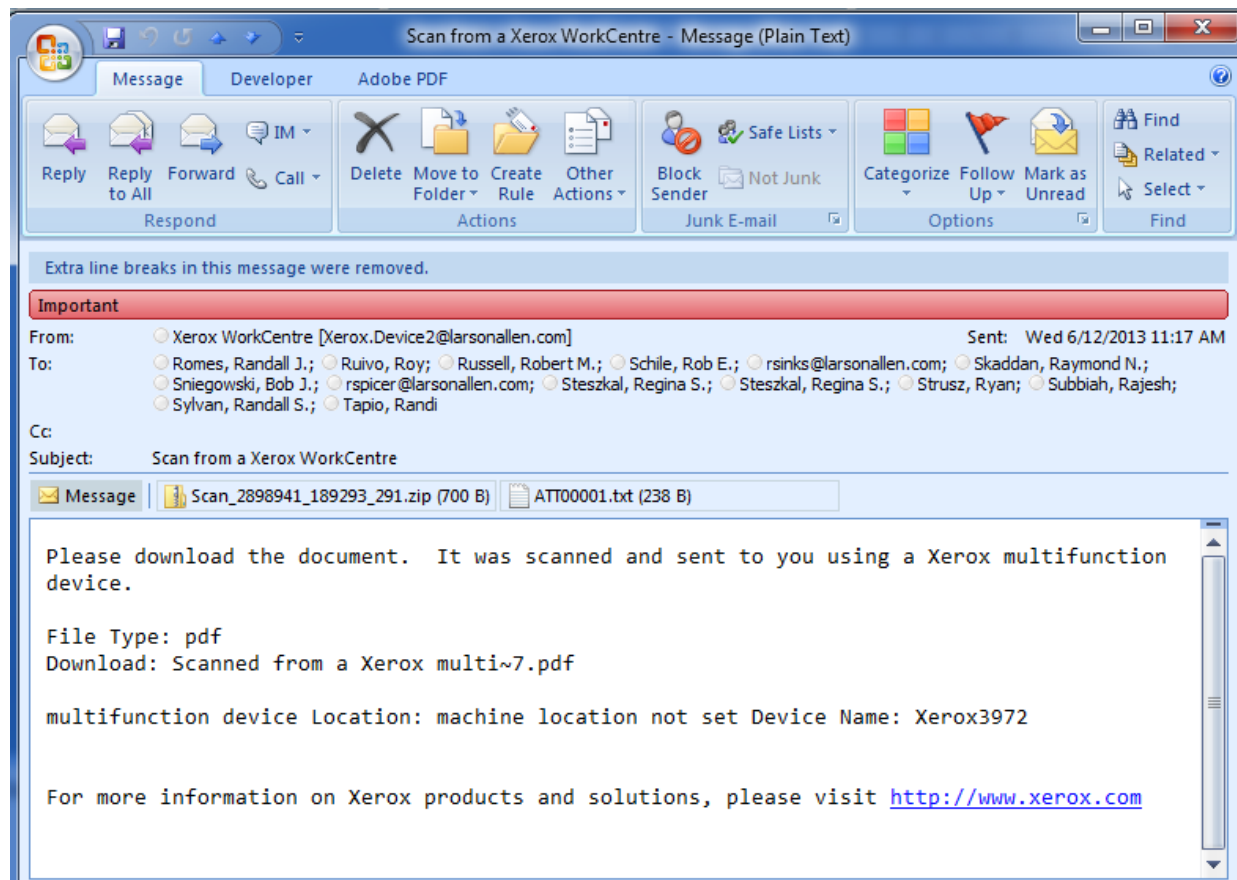 Scan from a Xerox WorkCentre - Message (Plain Text)
Message Developer Adobe PDF
Reply Reply to All Forward IM Call
Respond
Delete Move to Folder Create Rule Other Actions
Actions
Block Sender Safe Lists Not Junk
Junk E-mail
Categorize Follow Up Mark as Unread
Options
Find Related Select
Find
Extra line breaks in this message were removed.
Important
From: Xerox WorkCentre [Xerox.Device2@larsonallen.com] Sent: Wed 6/12/2013 11:17 AM
To: Romes, Randall J.; Ruivo, Roy; Russell, Robert M.; Schile, Rob E.; rsinks@larsonallen.com; Skaddan, Raymond N.;
Sniegowski, Bob J.; rspicer@larsonallen.com; Steszkal, Regina S.; Steszkal, Regina S.; Strusz, Ryan; Subbiah, Rajesh;
Sylvan, Randall S.; Tapio, Randi
Cc:
Subject: Scan from a Xerox WorkCentre
Message Scan_2898941_189293_291.zip (700 B) ATT00001.txt (238 B)
Please download the document. It was scanned and sent to you using a Xerox multifunction
device.
File Type: pdf
Download: Scanned from a Xerox multi~7.pdf
multifunction device Location: machine location not set Device Name: Xerox3972
For more information on Xerox products and solutions, please visit http://www.xerox.com